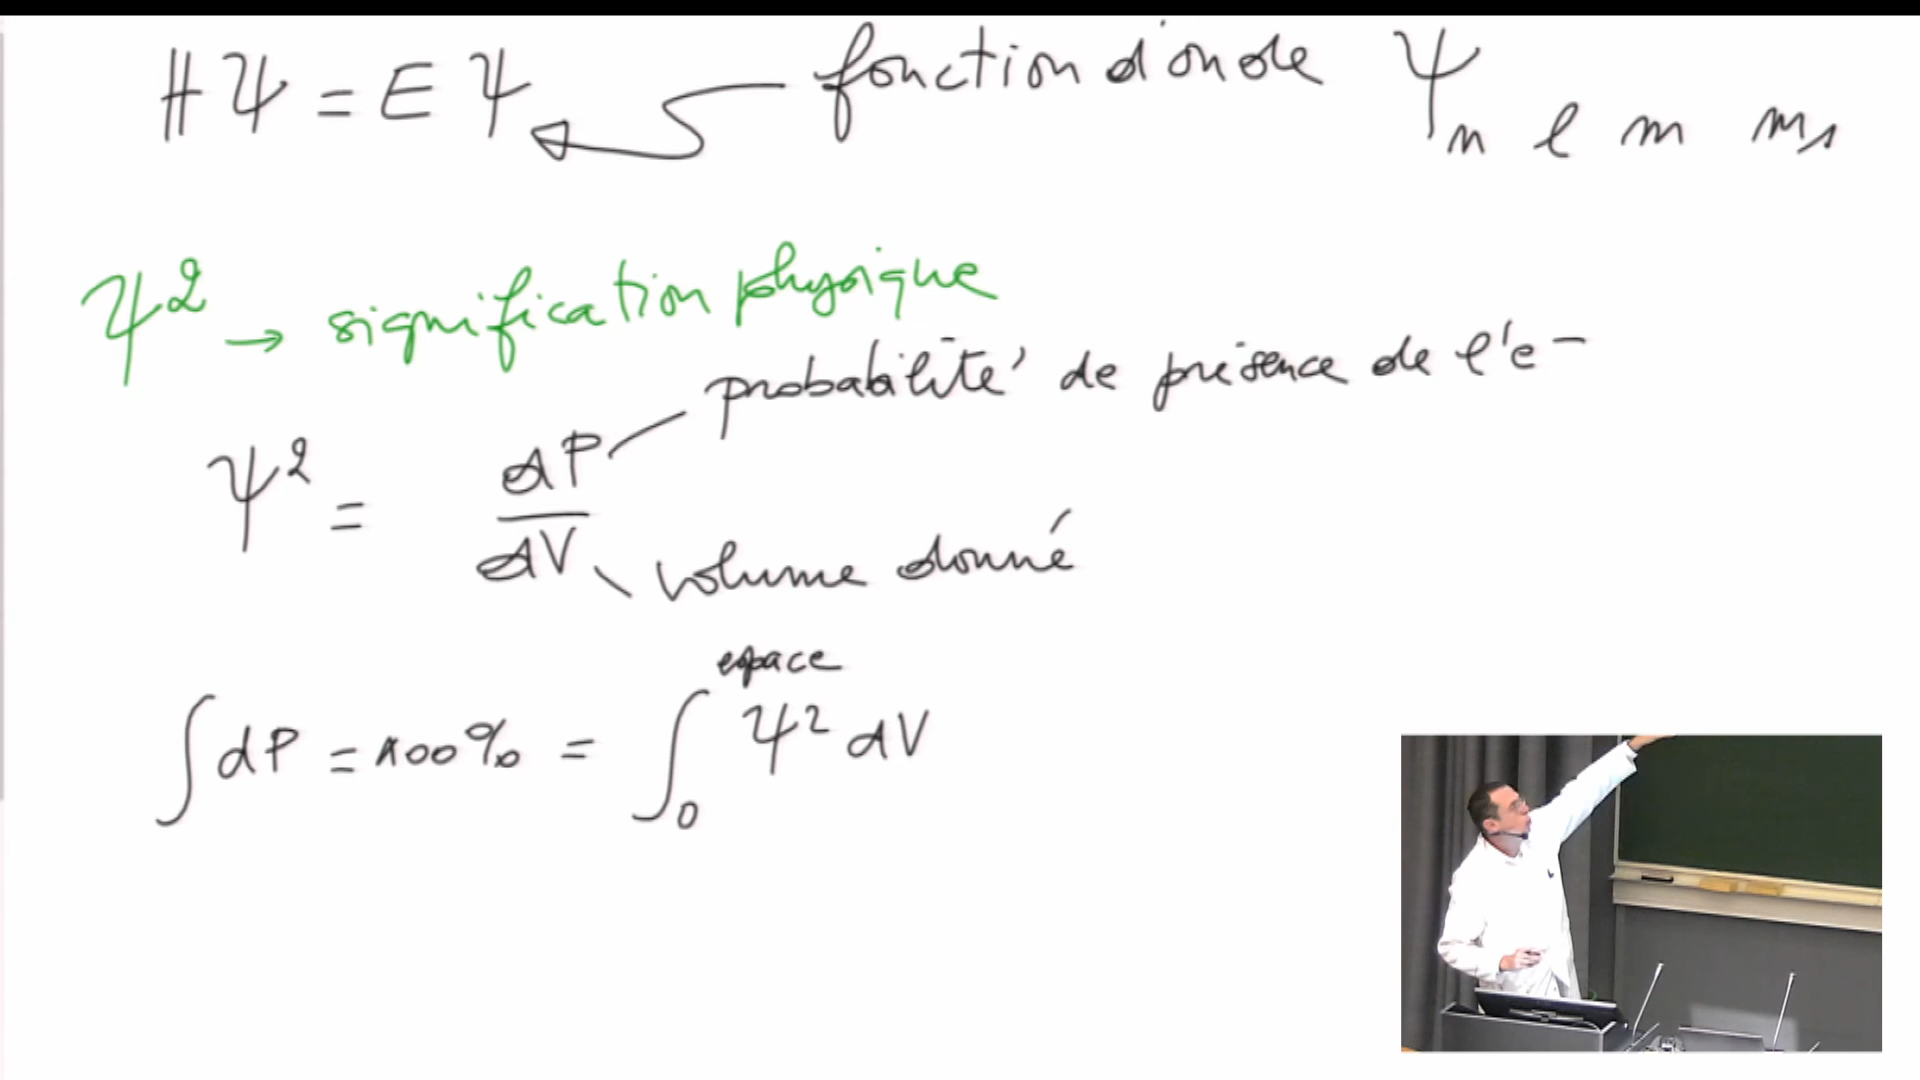 HΨ = EΨ fonction d'onde Ψ n l m ms
Ψ² → signification physique
probabilité de présence de l'e⁻
Ψ² = dP/dV
volume donné
espace
∫dP = 100% = ∫₀ Ψ² dV